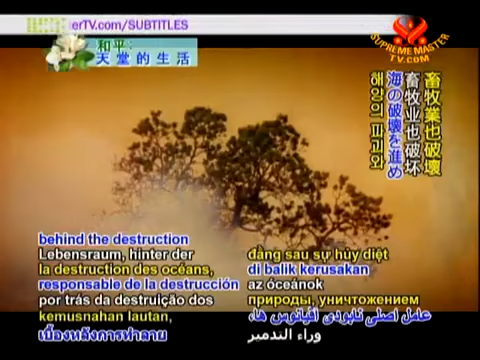 erTV.com/SUBTITLES
SUPREME MASTER
TV.COM
和平:
天堂的生活
畜牧業也破壞
畜牧业也破坏
海の破壊を進め
해양의 파괴와
behind the destruction
Lebensraum, hinter der
la destruction des océans,
responsable de la destrucción
por trás da destruição dos
kemusnahan lautan,
เบื้องหลังการทำลาย
đằng sau sự hủy diệt
di balik kerusakan
az óceánok
природы, уничтожением
عامل اصلی نابودی اقیانوس ها،
وراء التدمير